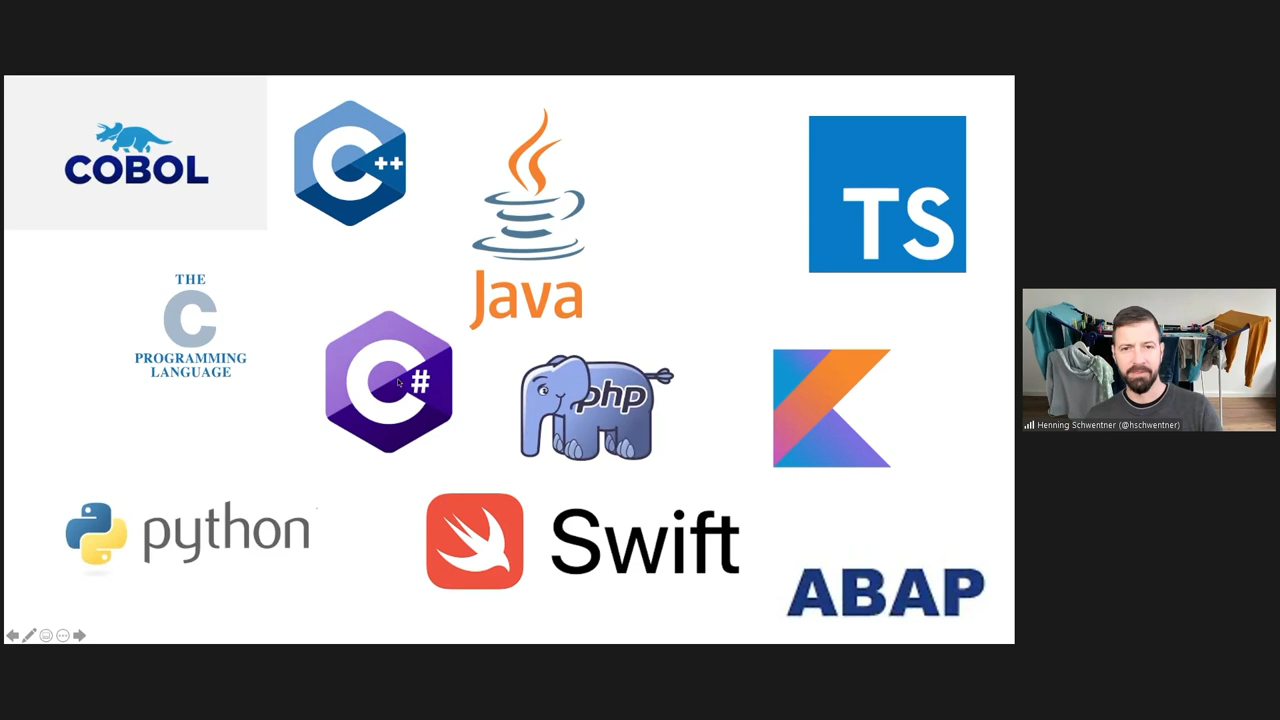 COBOL
C++
Java
TS
THE
C
PROGRAMMING
LANGUAGE
C#
php
python
Swift
ABAP
Henning Schwentner (@hschwentner)